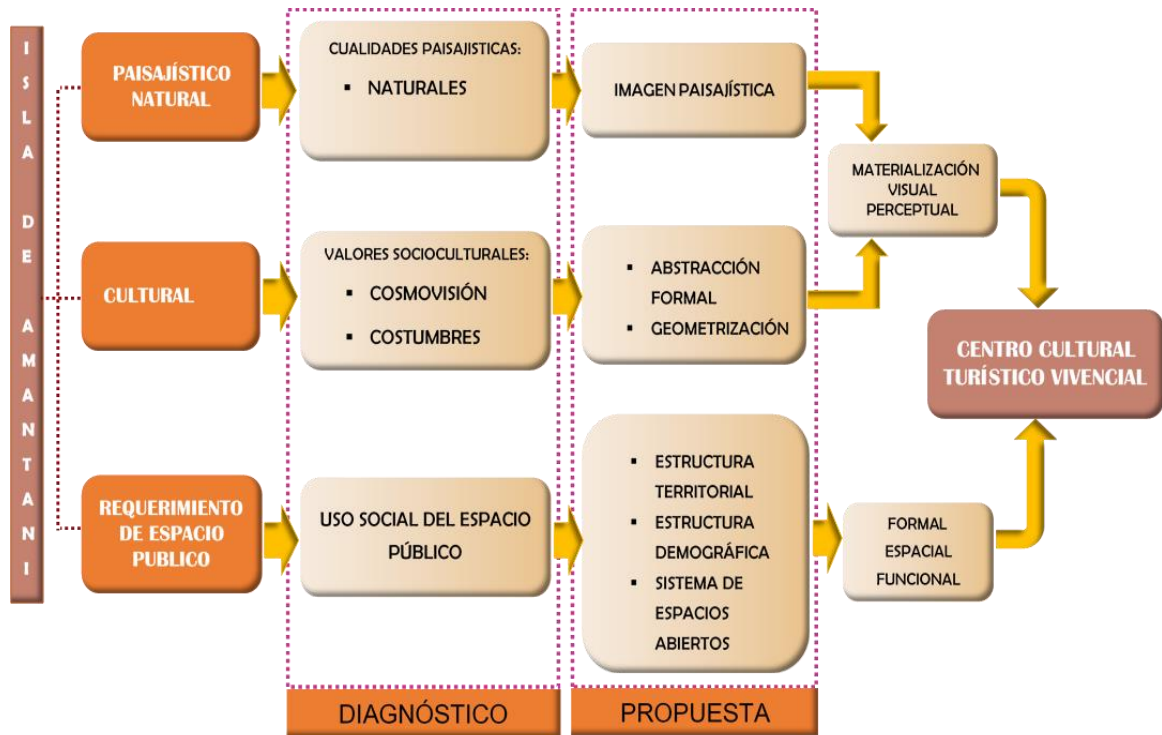 ISLA DE AMANTANI
PAISAJÍSTICO
NATURAL
CUALIDADES PAISAJISTICAS:
▪ NATURALES
IMAGEN PAISAJÍSTICA
MATERIALIZACIÓN
VISUAL
PERCEPTUAL
CULTURAL
VALORES SOCIOCULTURALES:
▪ COSMOVISIÓN
▪ COSTUMBRES
▪ ABSTRACCIÓN
FORMAL
▪ GEOMETRIZACIÓN
CENTRO CULTURAL
TURÍSTICO VIVENCIAL
REQUERIMIENTO
DE ESPACIO
PUBLICO
USO SOCIAL DEL ESPACIO
PÚBLICO
▪ ESTRUCTURA
TERRITORIAL
▪ ESTRUCTURA
DEMOGRÁFICA
▪ SISTEMA DE
ESPACIOS
ABIERTOS
FORMAL
ESPACIAL
FUNCIONAL
DIAGNÓSTICO
PROPUESTA